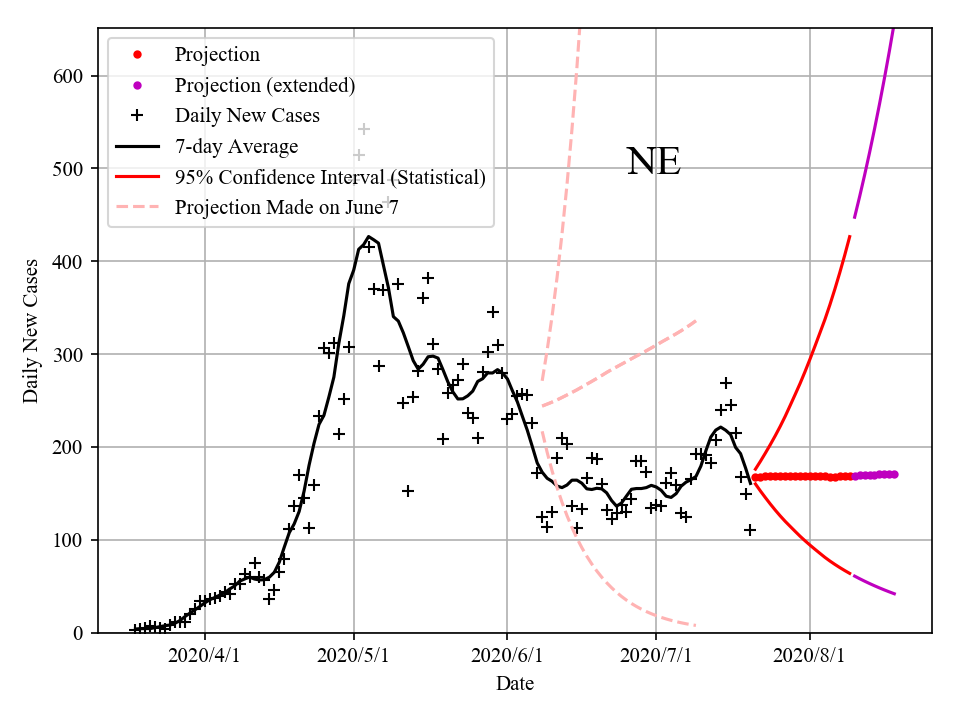 Projection
Projection (extended)
Daily New Cases
7-day Average
95% Confidence Interval (Statistical)
Projection Made on June 7
NE
600
500
400
300
200
100
0
Daily New Cases
2020/4/1 2020/5/1 2020/6/1 2020/7/1 2020/8/1
Date